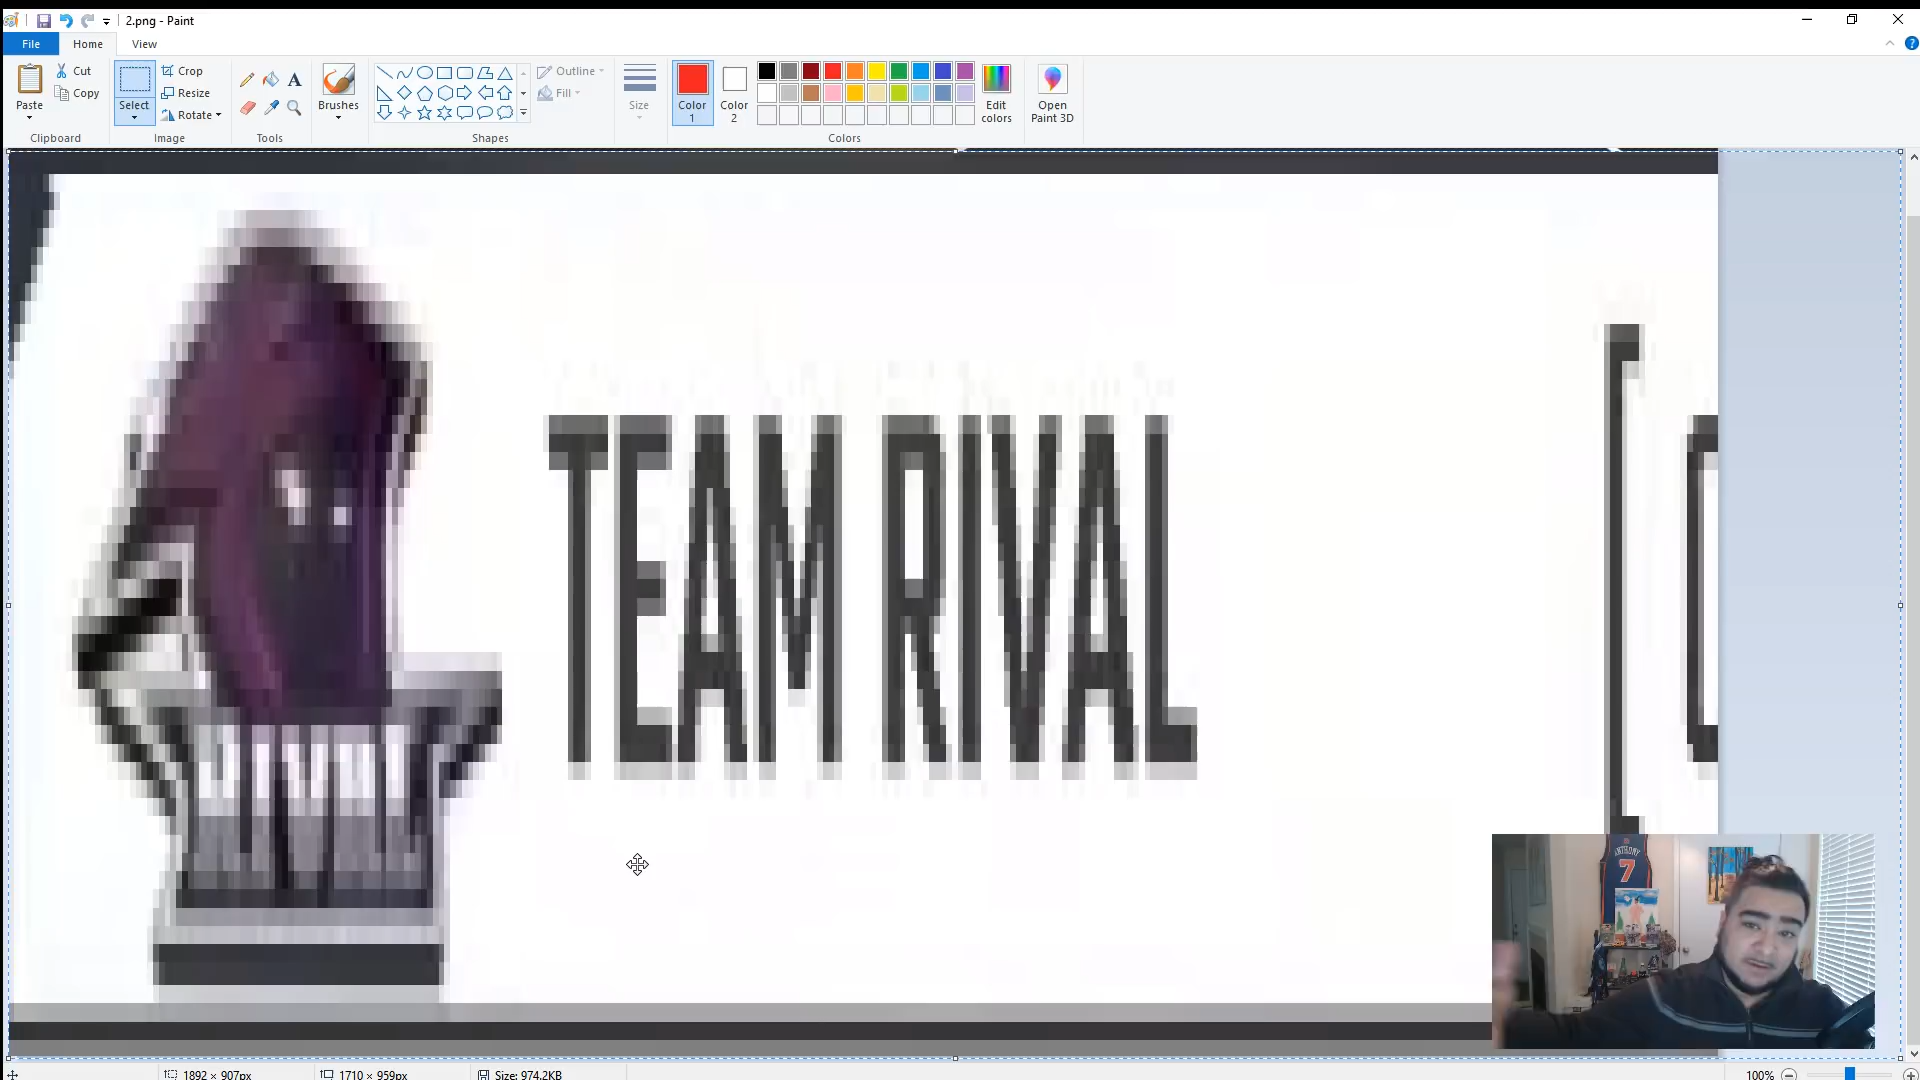 2.png - Paint
File Home View
Paste
Cut
Copy
Clipboard
Select
Crop
Resize
Rotate
Image
A
Tools
Brushes
Shapes
Outline
Fill
Size
Color 1
Color 2
Edit colors
Colors
Open Paint 3D
TEAM RIVAL
ANTHONY
7
1892 × 907px
1710 × 959px
Size: 974.2KB
100%